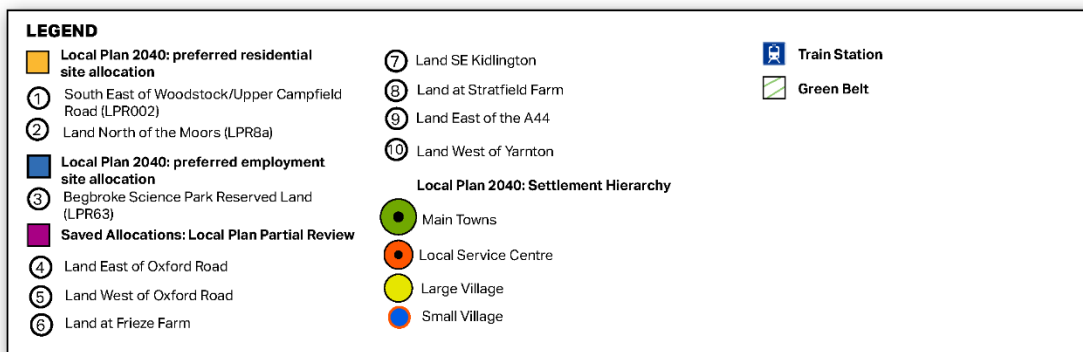 LEGEND
Local Plan 2040: preferred residential
site allocation
1 South East of Woodstock/Upper Campfield
Road (LPR002)
2 Land North of the Moors (LPR8a)
Local Plan 2040: preferred employment
site allocation
3 Begbroke Science Park Reserved Land
(LPR63)
Saved Allocations: Local Plan Partial Review
4 Land East of Oxford Road
5 Land West of Oxford Road
6 Land at Frieze Farm
7 Land SE Kidlington
8 Land at Stratfield Farm
9 Land East of the A44
10 Land West of Yarnton
Local Plan 2040: Settlement Hierarchy
Main Towns
Local Service Centre
Large Village
Small Village
Train Station
Green Belt